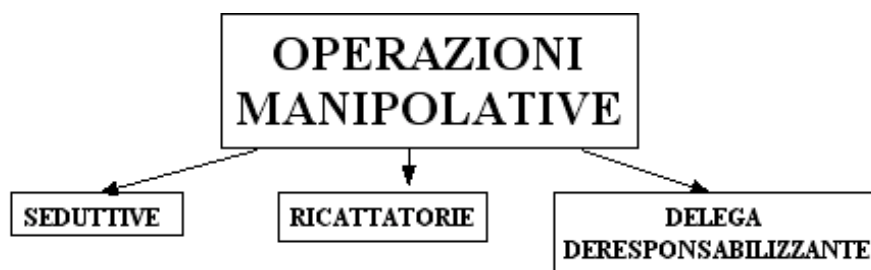 OPERAZIONI
MANIPOLATIVE
SEDUTTIVE
RICATTATORIE
DELEGA
DERESPONSABILIZZANTE